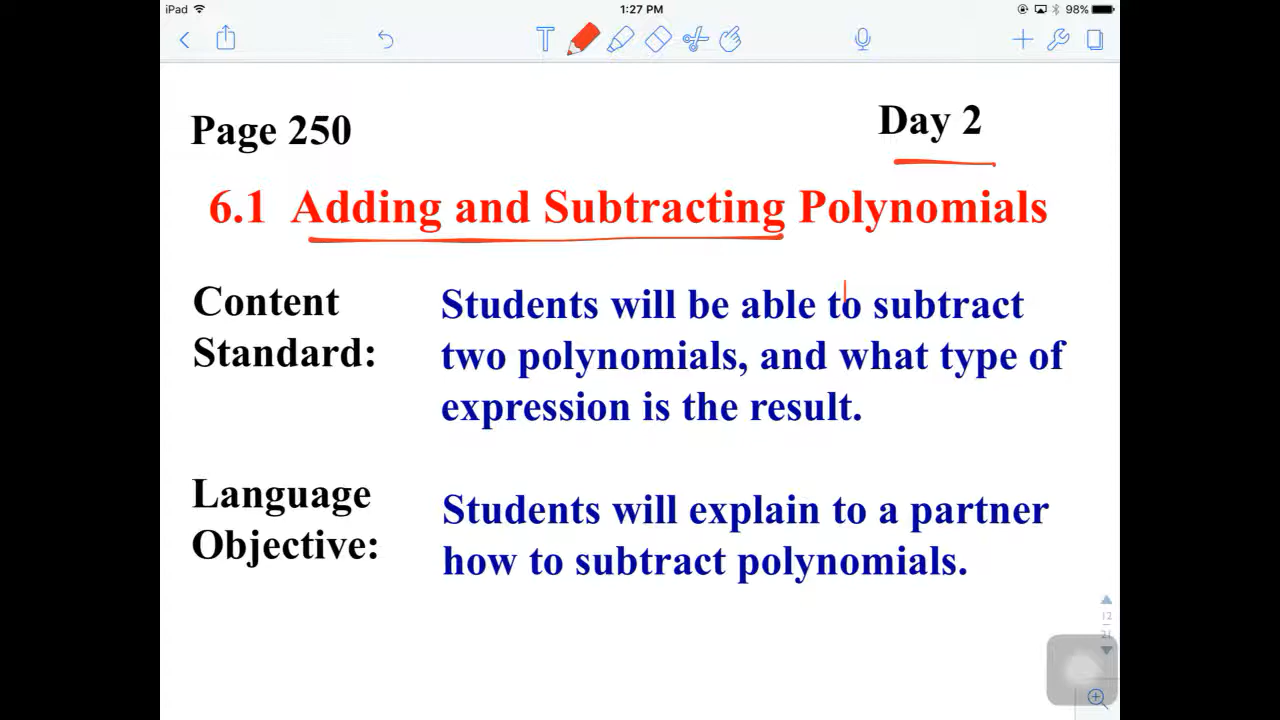 iPad 1:27 PM 98%
T
Page 250 Day 2
6.1 Adding and Subtracting Polynomials
Content Standard:
Students will be able to subtract
two polynomials, and what type of
expression is the result.
Language Objective:
Students will explain to a partner
how to subtract polynomials.
12
21